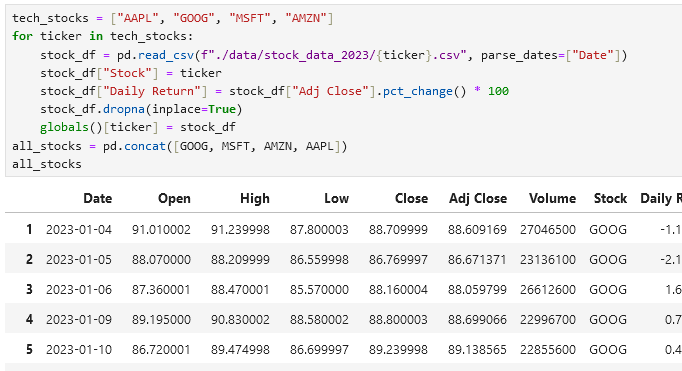 tech_stocks = ["AAPL", "GOOG", "MSFT", "AMZN"]
for ticker in tech_stocks:
    stock_df = pd.read_csv(f"./data/stock_data_2023/{ticker}.csv", parse_dates=["Date"])
    stock_df["Stock"] = ticker
    stock_df["Daily Return"] = stock_df["Adj Close"].pct_change() * 100
    stock_df.dropna(inplace=True)
    globals()[ticker] = stock_df
all_stocks = pd.concat([GOOG, MSFT, AMZN, AAPL])
all_stocks
Date Open High Low Close Adj Close Volume Stock Daily R
1 2023-01-04 91.010002 91.239998 87.800003 88.709999 88.609169 27046500 GOOG -1.1
2 2023-01-05 88.070000 88.209999 86.559998 86.769997 86.671371 23136100 GOOG -2.1
3 2023-01-06 87.360001 88.470001 85.570000 88.160004 88.059799 26612600 GOOG 1.6
4 2023-01-09 89.195000 90.830002 88.580002 88.800003 88.699066 22996700 GOOG 0.7
5 2023-01-10 86.720001 89.474998 86.699997 89.239998 89.138565 22855600 GOOG 0.4